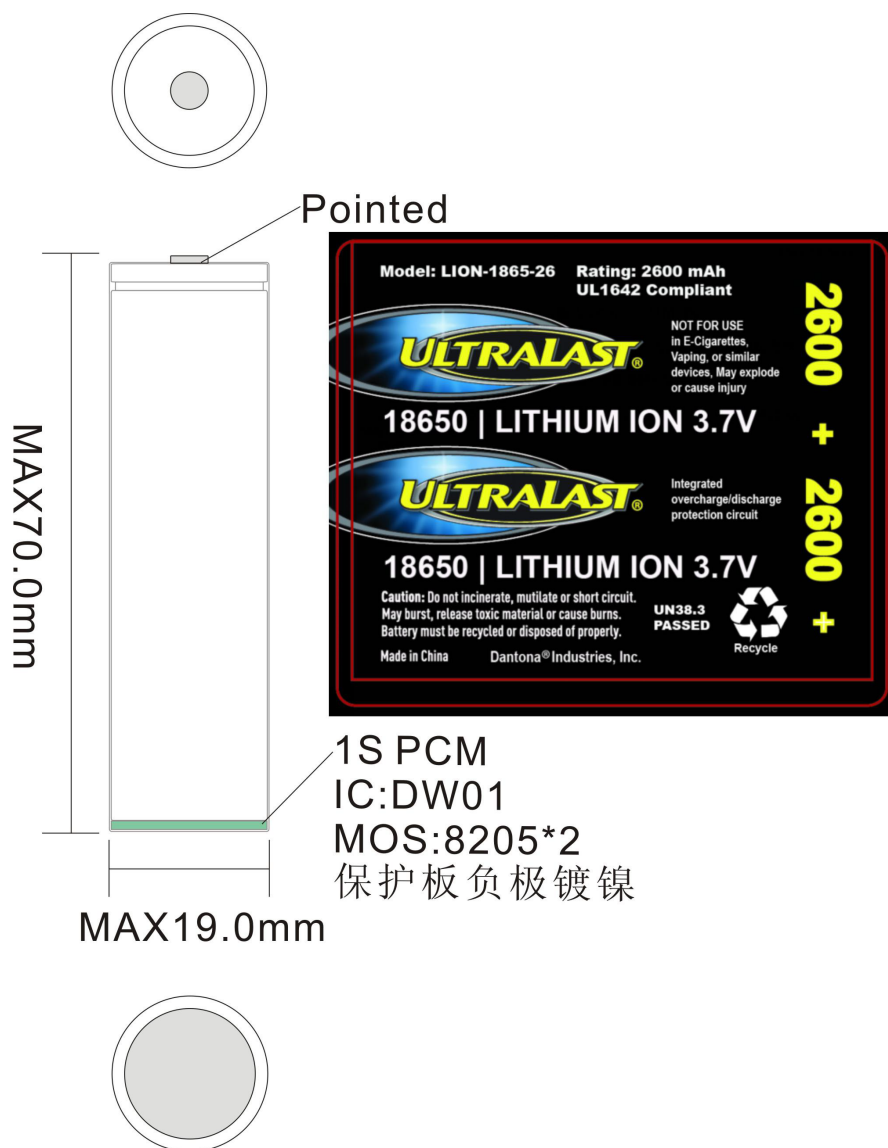 Pointed
MAX70.0mm
Model: LION-1865-26 Rating: 2600 mAh
UL1642 Compliant
ULTRALAST®
NOT FOR USE
in E-Cigarettes,
Vaping, or similar
devices, May explode
or cause injury
18650 | LITHIUM ION 3.7V
2600 +
ULTRALAST®
Integrated
overcharge/discharge
protection circuit
18650 | LITHIUM ION 3.7V
2600 +
Caution: Do not incinerate, mutilate or short circuit.
May burst, release toxic material or cause burns.
Battery must be recycled or disposed of properly.
UN38.3
PASSED
Recycle
Made in China Dantona® Industries, Inc.
1S PCM
IC:DW01
MOS:8205*2
保护板负极镀镍
MAX19.0mm